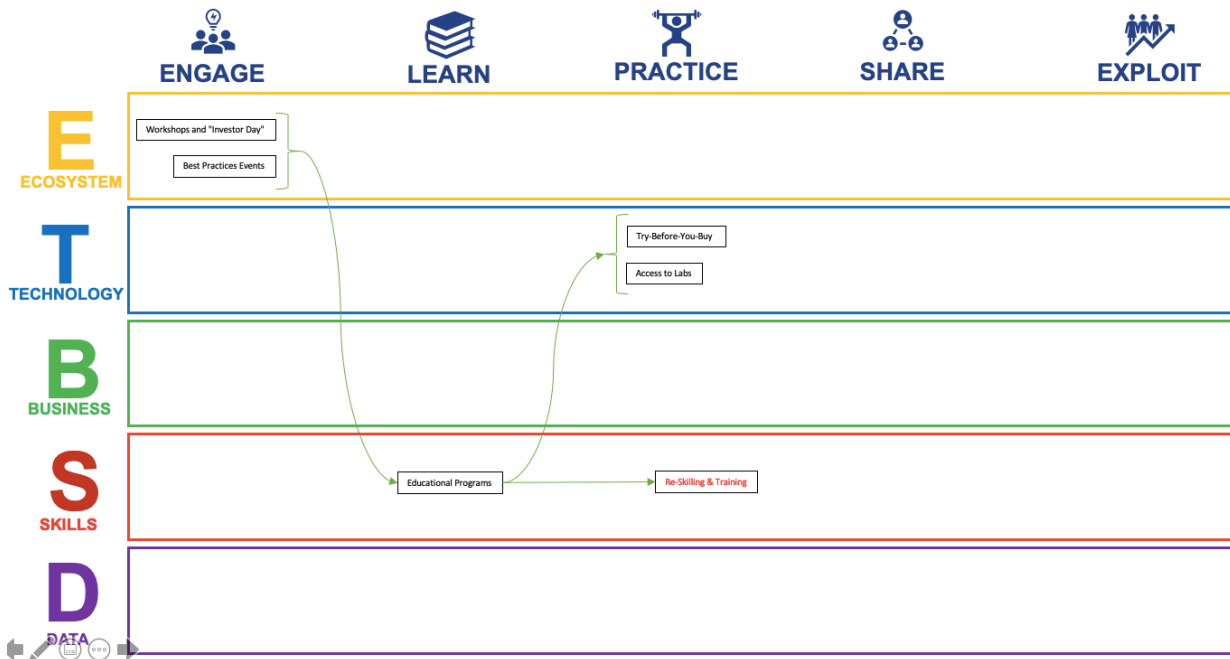 ENGAGE
LEARN
PRACTICE
SHARE
EXPLOIT
E
ECOSYSTEM
Workshops and "Investor Day"
Best Practices Events
T
TECHNOLOGY
Try-Before-You-Buy
Access to Labs
B
BUSINESS
S
SKILLS
Educational Programs
Re-Skilling & Training
D
DATA